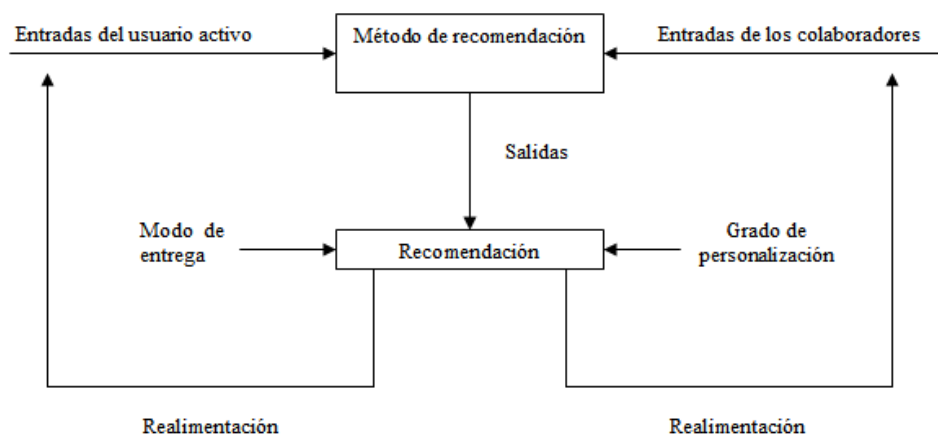 Entradas del usuario activo
Método de recomendación
Entradas de los colaboradores
Salidas
Modo de
entrega
Recomendación
Grado de
personalización
Realimentación
Realimentación